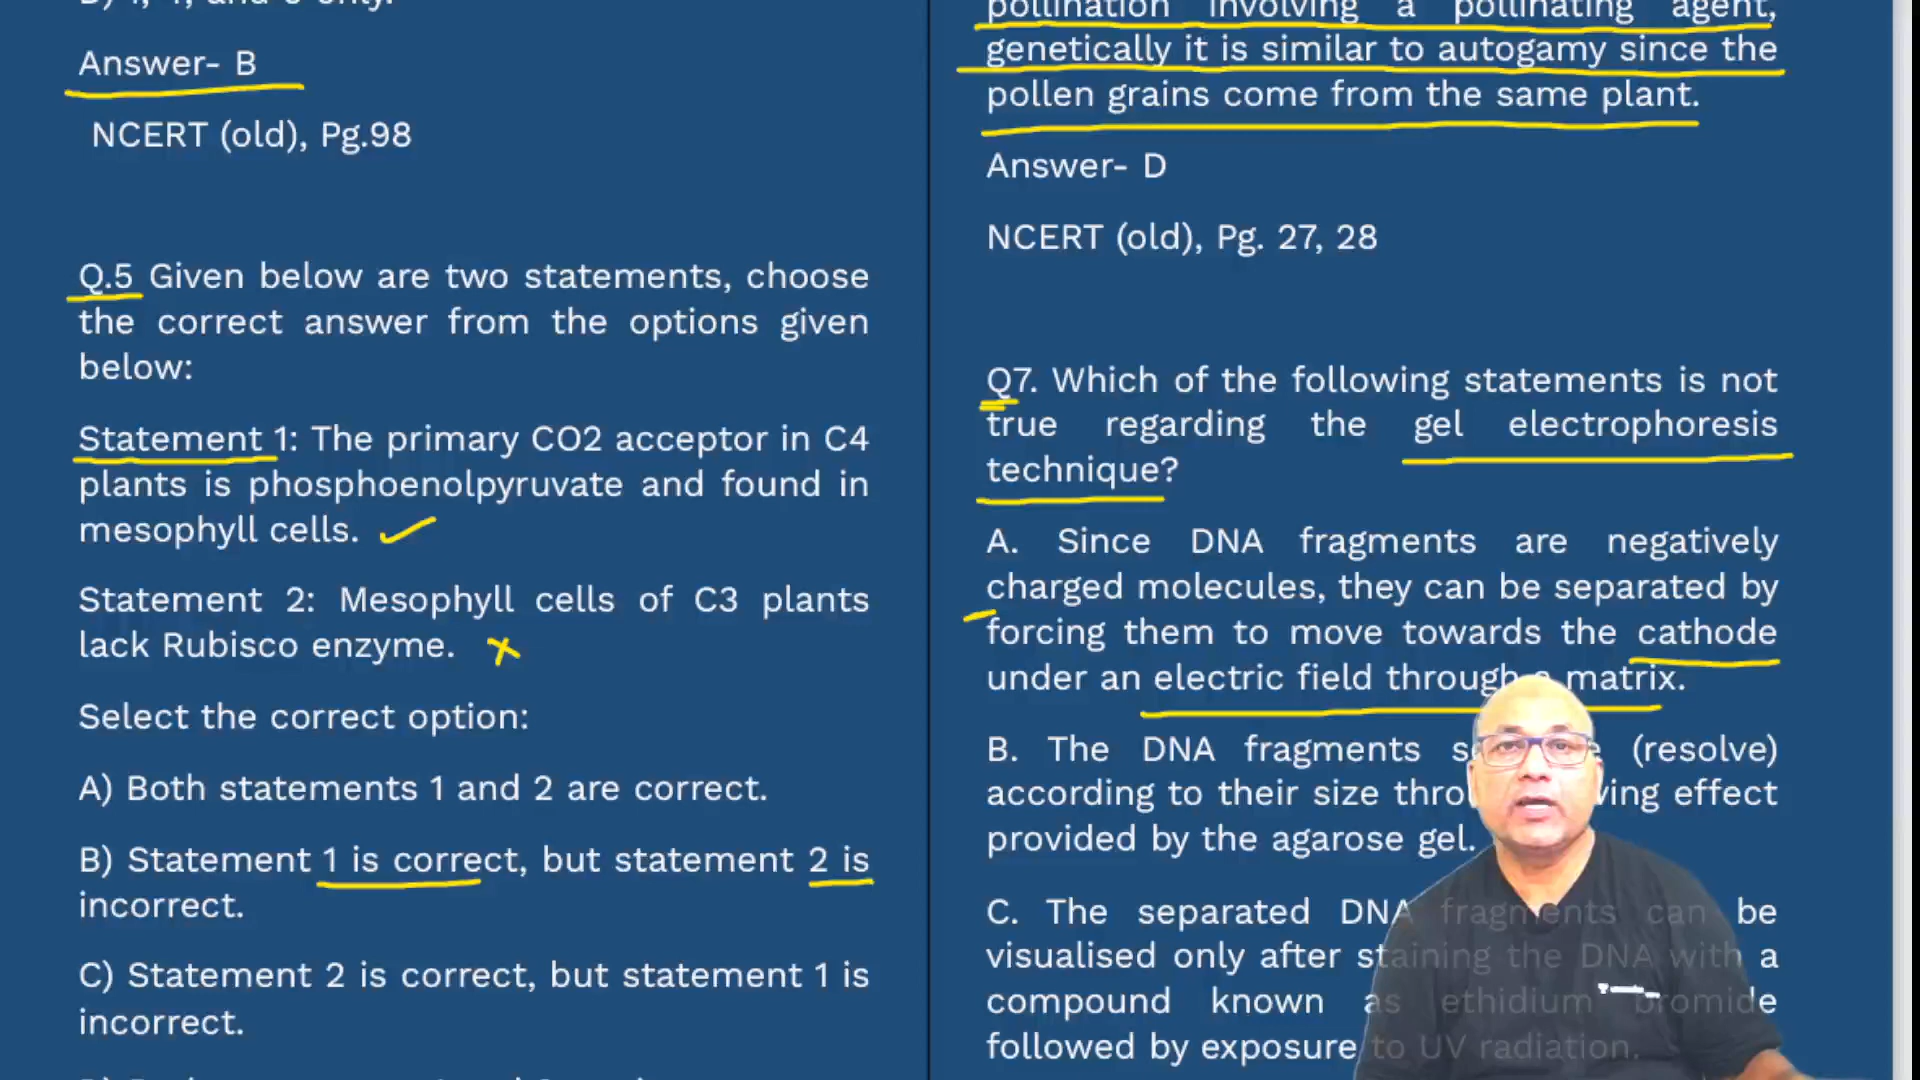 Answer- B
NCERT (old), Pg.98
Q.5 Given below are two statements, choose
the correct answer from the options given
below:
Statement 1: The primary CO2 acceptor in C4
plants is phosphoenolpyruvate and found in
mesophyll cells.
Statement 2: Mesophyll cells of C3 plants
lack Rubisco enzyme.
Select the correct option:
A) Both statements 1 and 2 are correct.
B) Statement 1 is correct, but statement 2 is
incorrect.
C) Statement 2 is correct, but statement 1 is
incorrect.
pollination involving a pollinating agent,
genetically it is similar to autogamy since the
pollen grains come from the same plant.
Answer- D
NCERT (old), Pg. 27, 28
Q7. Which of the following statements is not
true regarding the gel electrophoresis
technique?
A. Since DNA fragments are negatively
charged molecules, they can be separated by
forcing them to move towards the cathode
under an electric field through a matrix.
B. The DNA fragments (resolve)
according to their size effect
provided by the agarose gel.
C. The separated DNA fragments can be
visualised only after staining the DNA with a
compound known as ethidium bromide
followed by exposure to UV radiation.